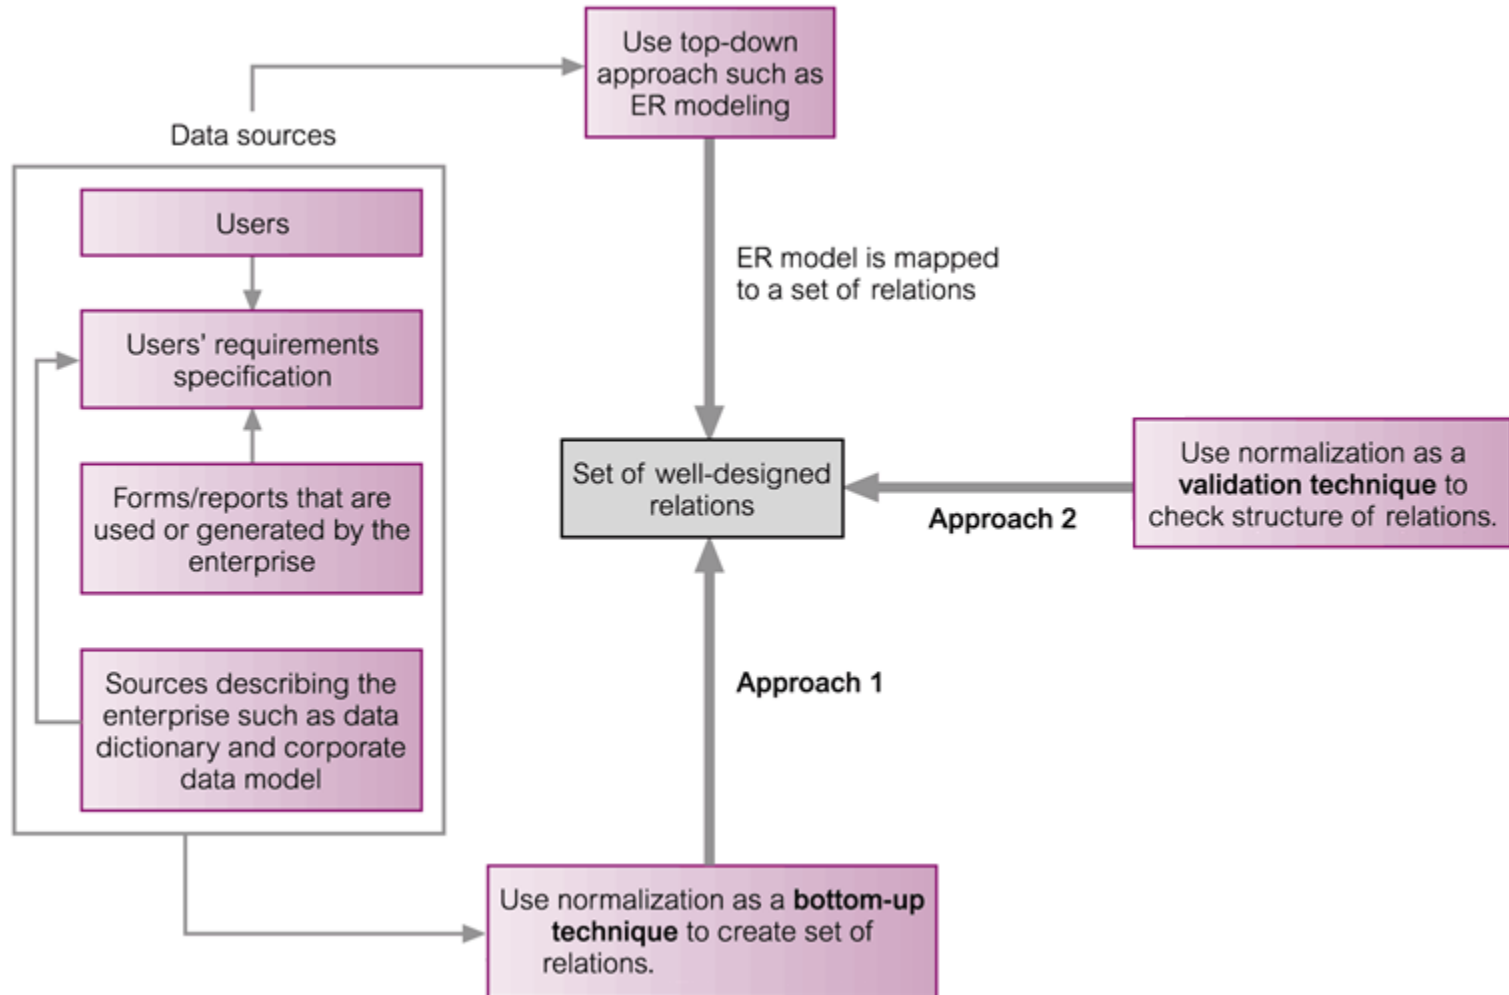 Use top-down
approach such as
ER modeling
Data sources
Users
Users' requirements
specification
Forms/reports that are
used or generated by the
enterprise
Sources describing the
enterprise such as data
dictionary and corporate
data model
ER model is mapped
to a set of relations
Set of well-designed
relations
Approach 2
Use normalization as a
validation technique to
check structure of relations.
Approach 1
Use normalization as a bottom-up
technique to create set of
relations.